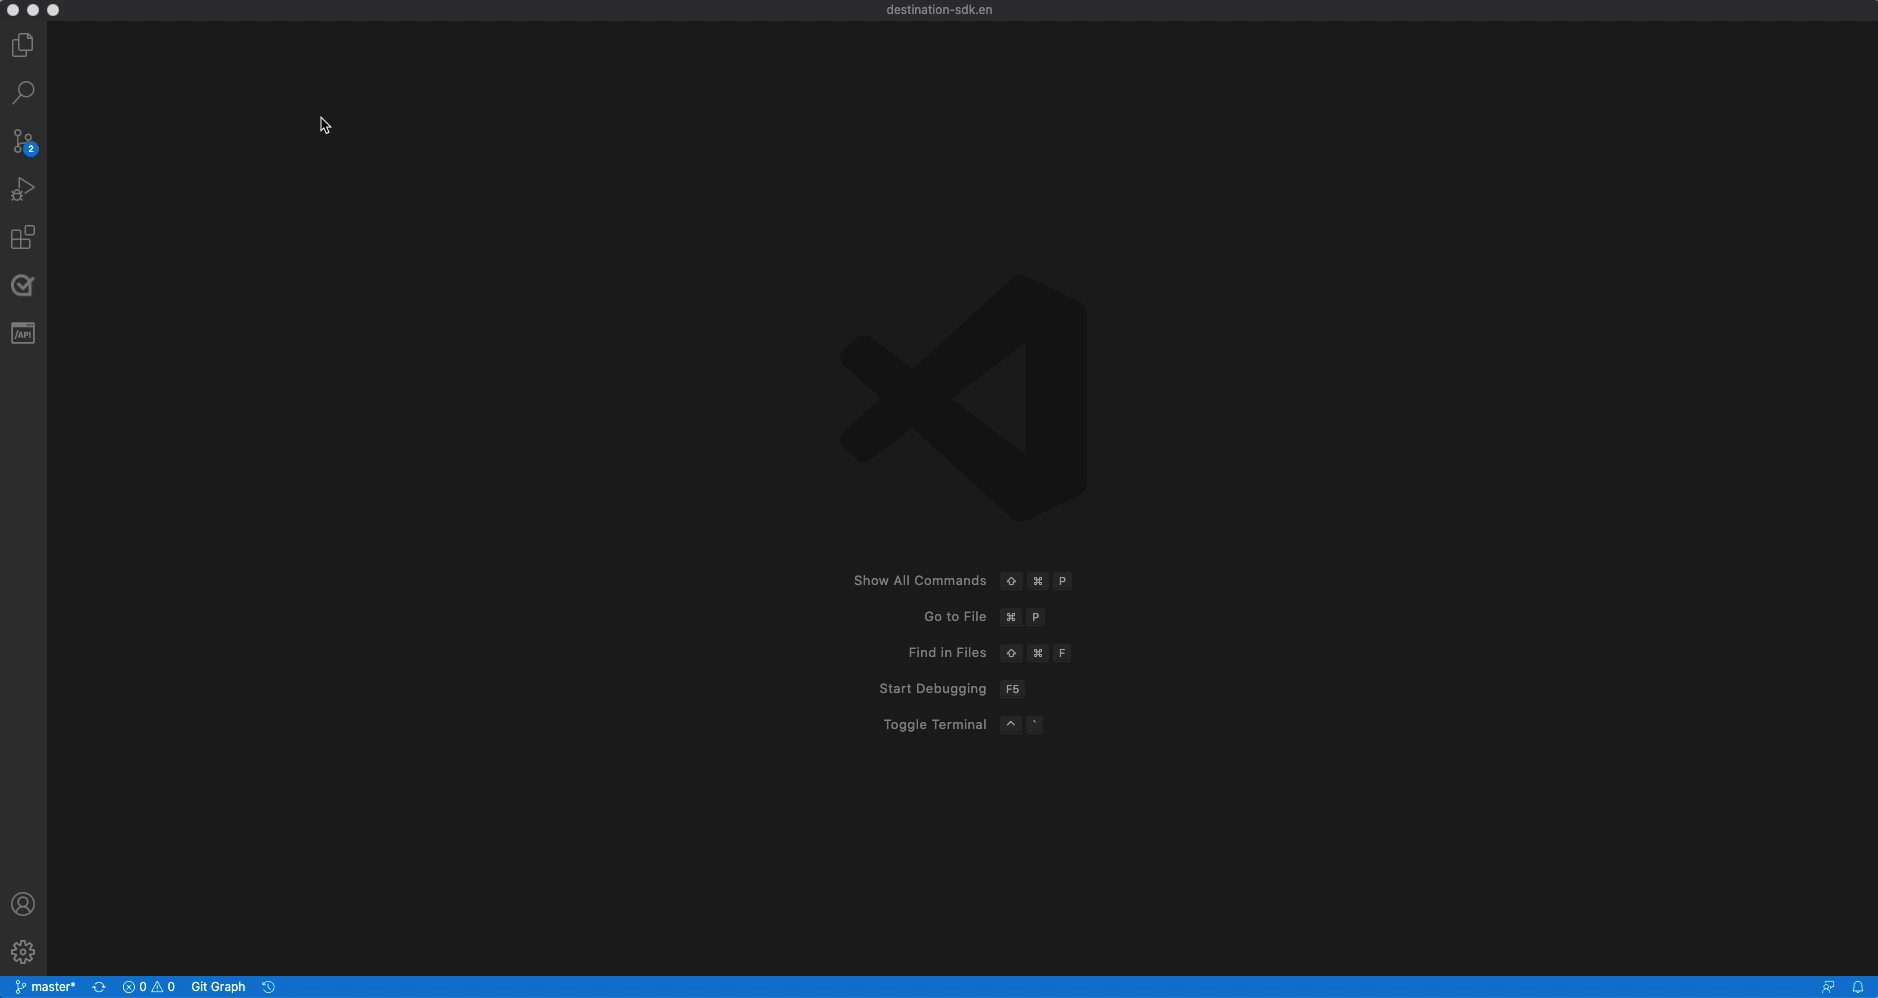 destination-sdk.en
2
/API
Show All Commands ⇧ ⌘ P
Go to File ⌘ P
Find in Files ⇧ ⌘ F
Start Debugging F5
Toggle Terminal ^ `
master* 0 0 Git Graph